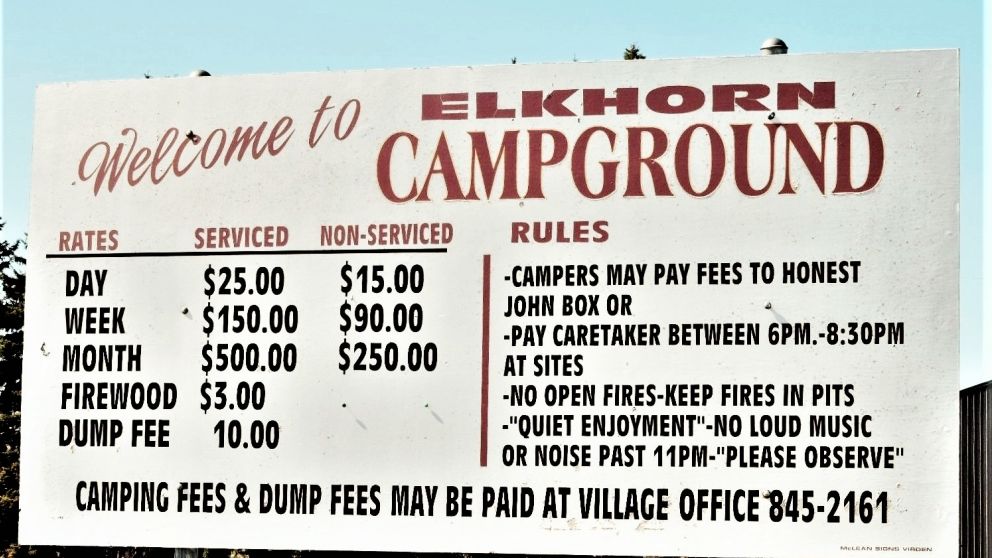 Welcome to ELKHORN
CAMPGROUND
RATES SERVICED NON-SERVICED
DAY $25.00 $15.00
WEEK $150.00 $90.00
MONTH $500.00 $250.00
FIREWOOD $3.00
DUMP FEE 10.00
RULES
-CAMPERS MAY PAY FEES TO HONEST
JOHN BOX OR
-PAY CARETAKER BETWEEN 6PM.-8:30PM
AT SITES
-NO OPEN FIRES-KEEP FIRES IN PITS
-"QUIET ENJOYMENT"-NO LOUD MUSIC
OR NOISE PAST 11PM-"PLEASE OBSERVE"
CAMPING FEES & DUMP FEES MAY BE PAID AT VILLAGE OFFICE 845-2161
McLEAN SIGNS VIRDEN